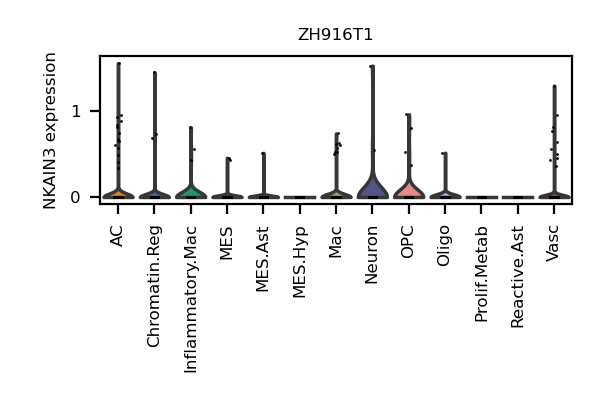 ZH916T1
NKAIN3 expression
1
0
AC
Chromatin.Reg
Inflammatory.Mac
MES
MES.Ast
MES.Hyp
Mac
Neuron
OPC
Oligo
Prolif.Metab
Reactive.Ast
Vasc